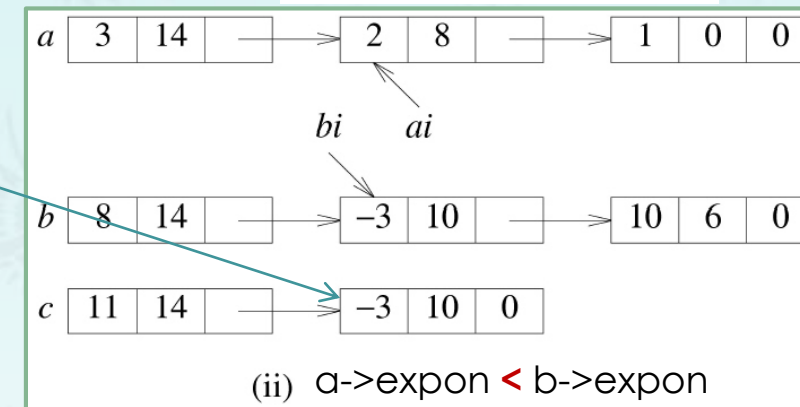 a 3 14 2 8 1 0 0
bi ai
b 8 14 −3 10 10 6 0
c 11 14 −3 10 0
(ii) a->expon < b->expon